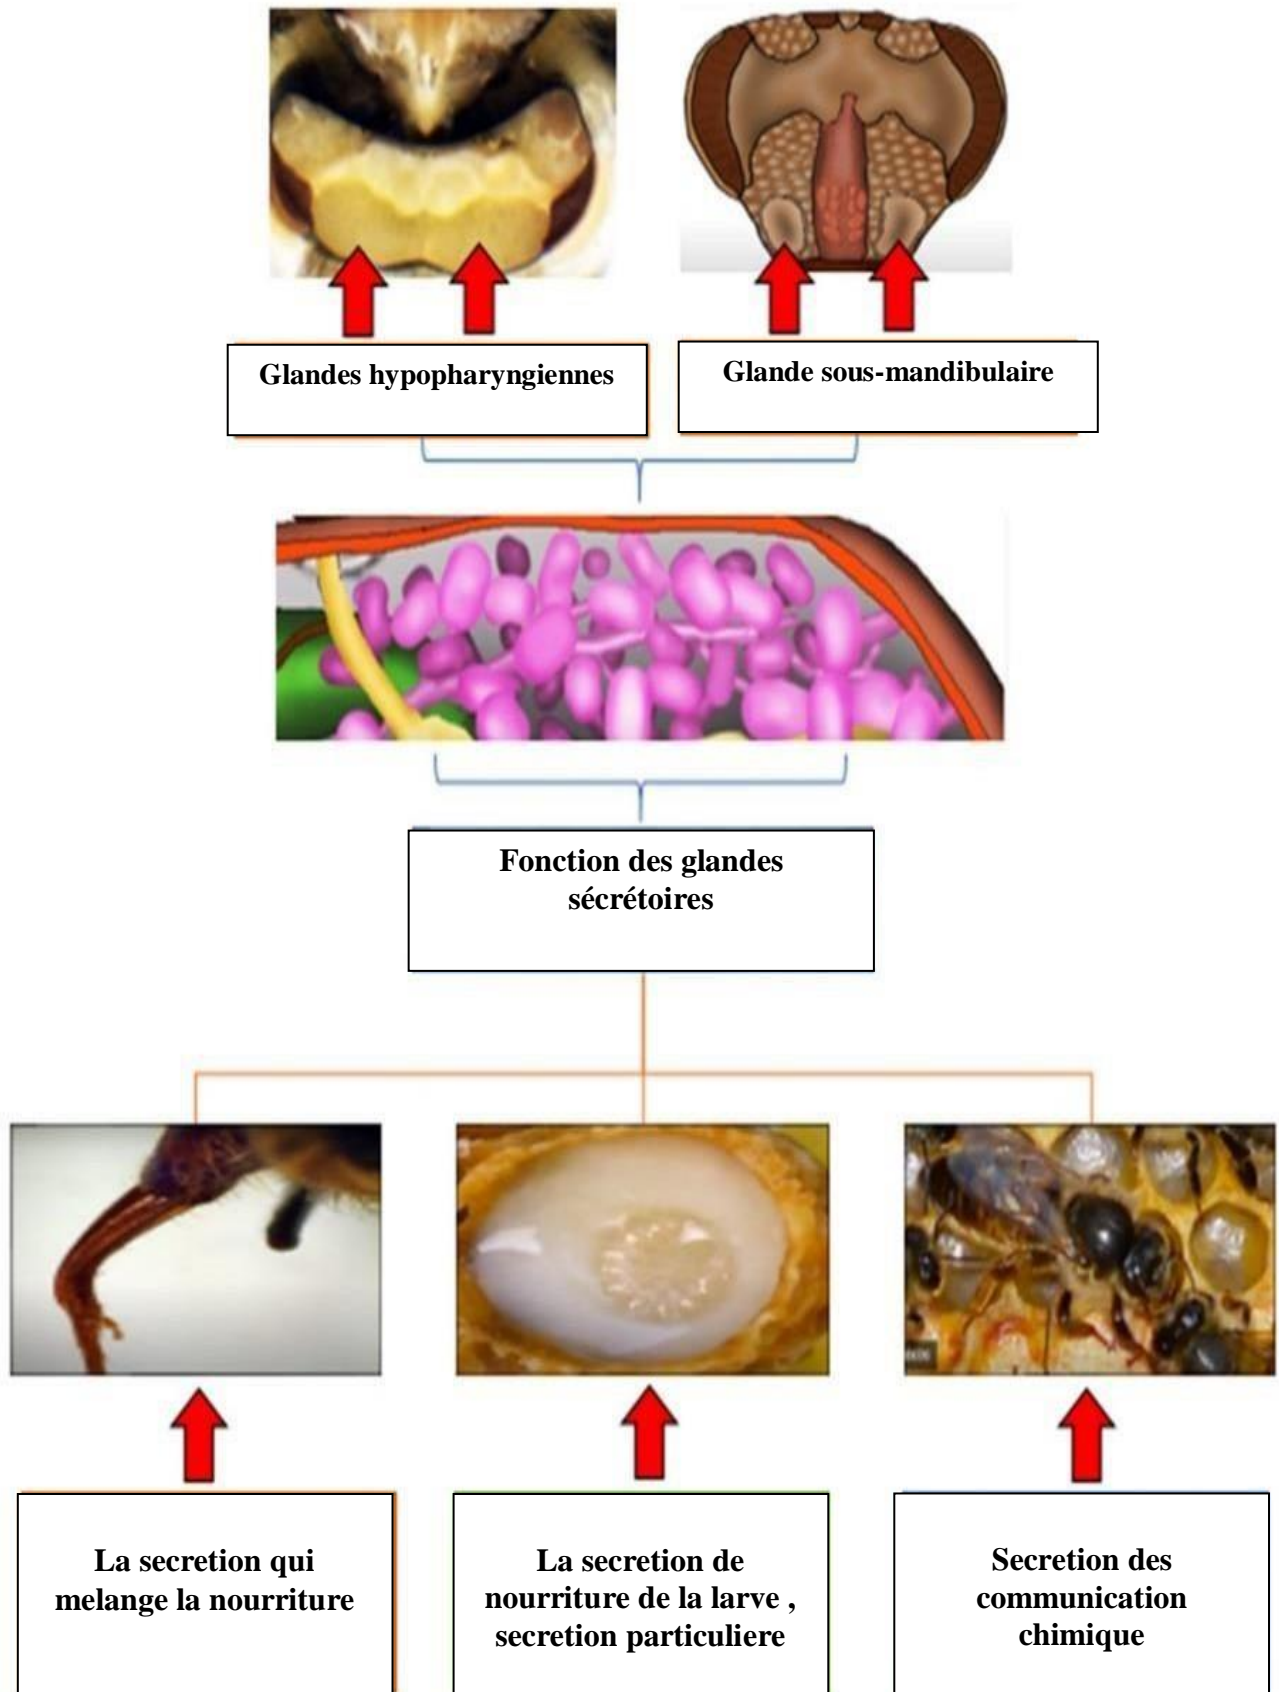 Glandes hypopharyngiennes
Glande sous-mandibulaire
Fonction des glandes
sécrétoires
La secretion qui
melange la nourriture
La secretion de
nourriture de la larve ,
secretion particuliere
Secretion des
communication
chimique